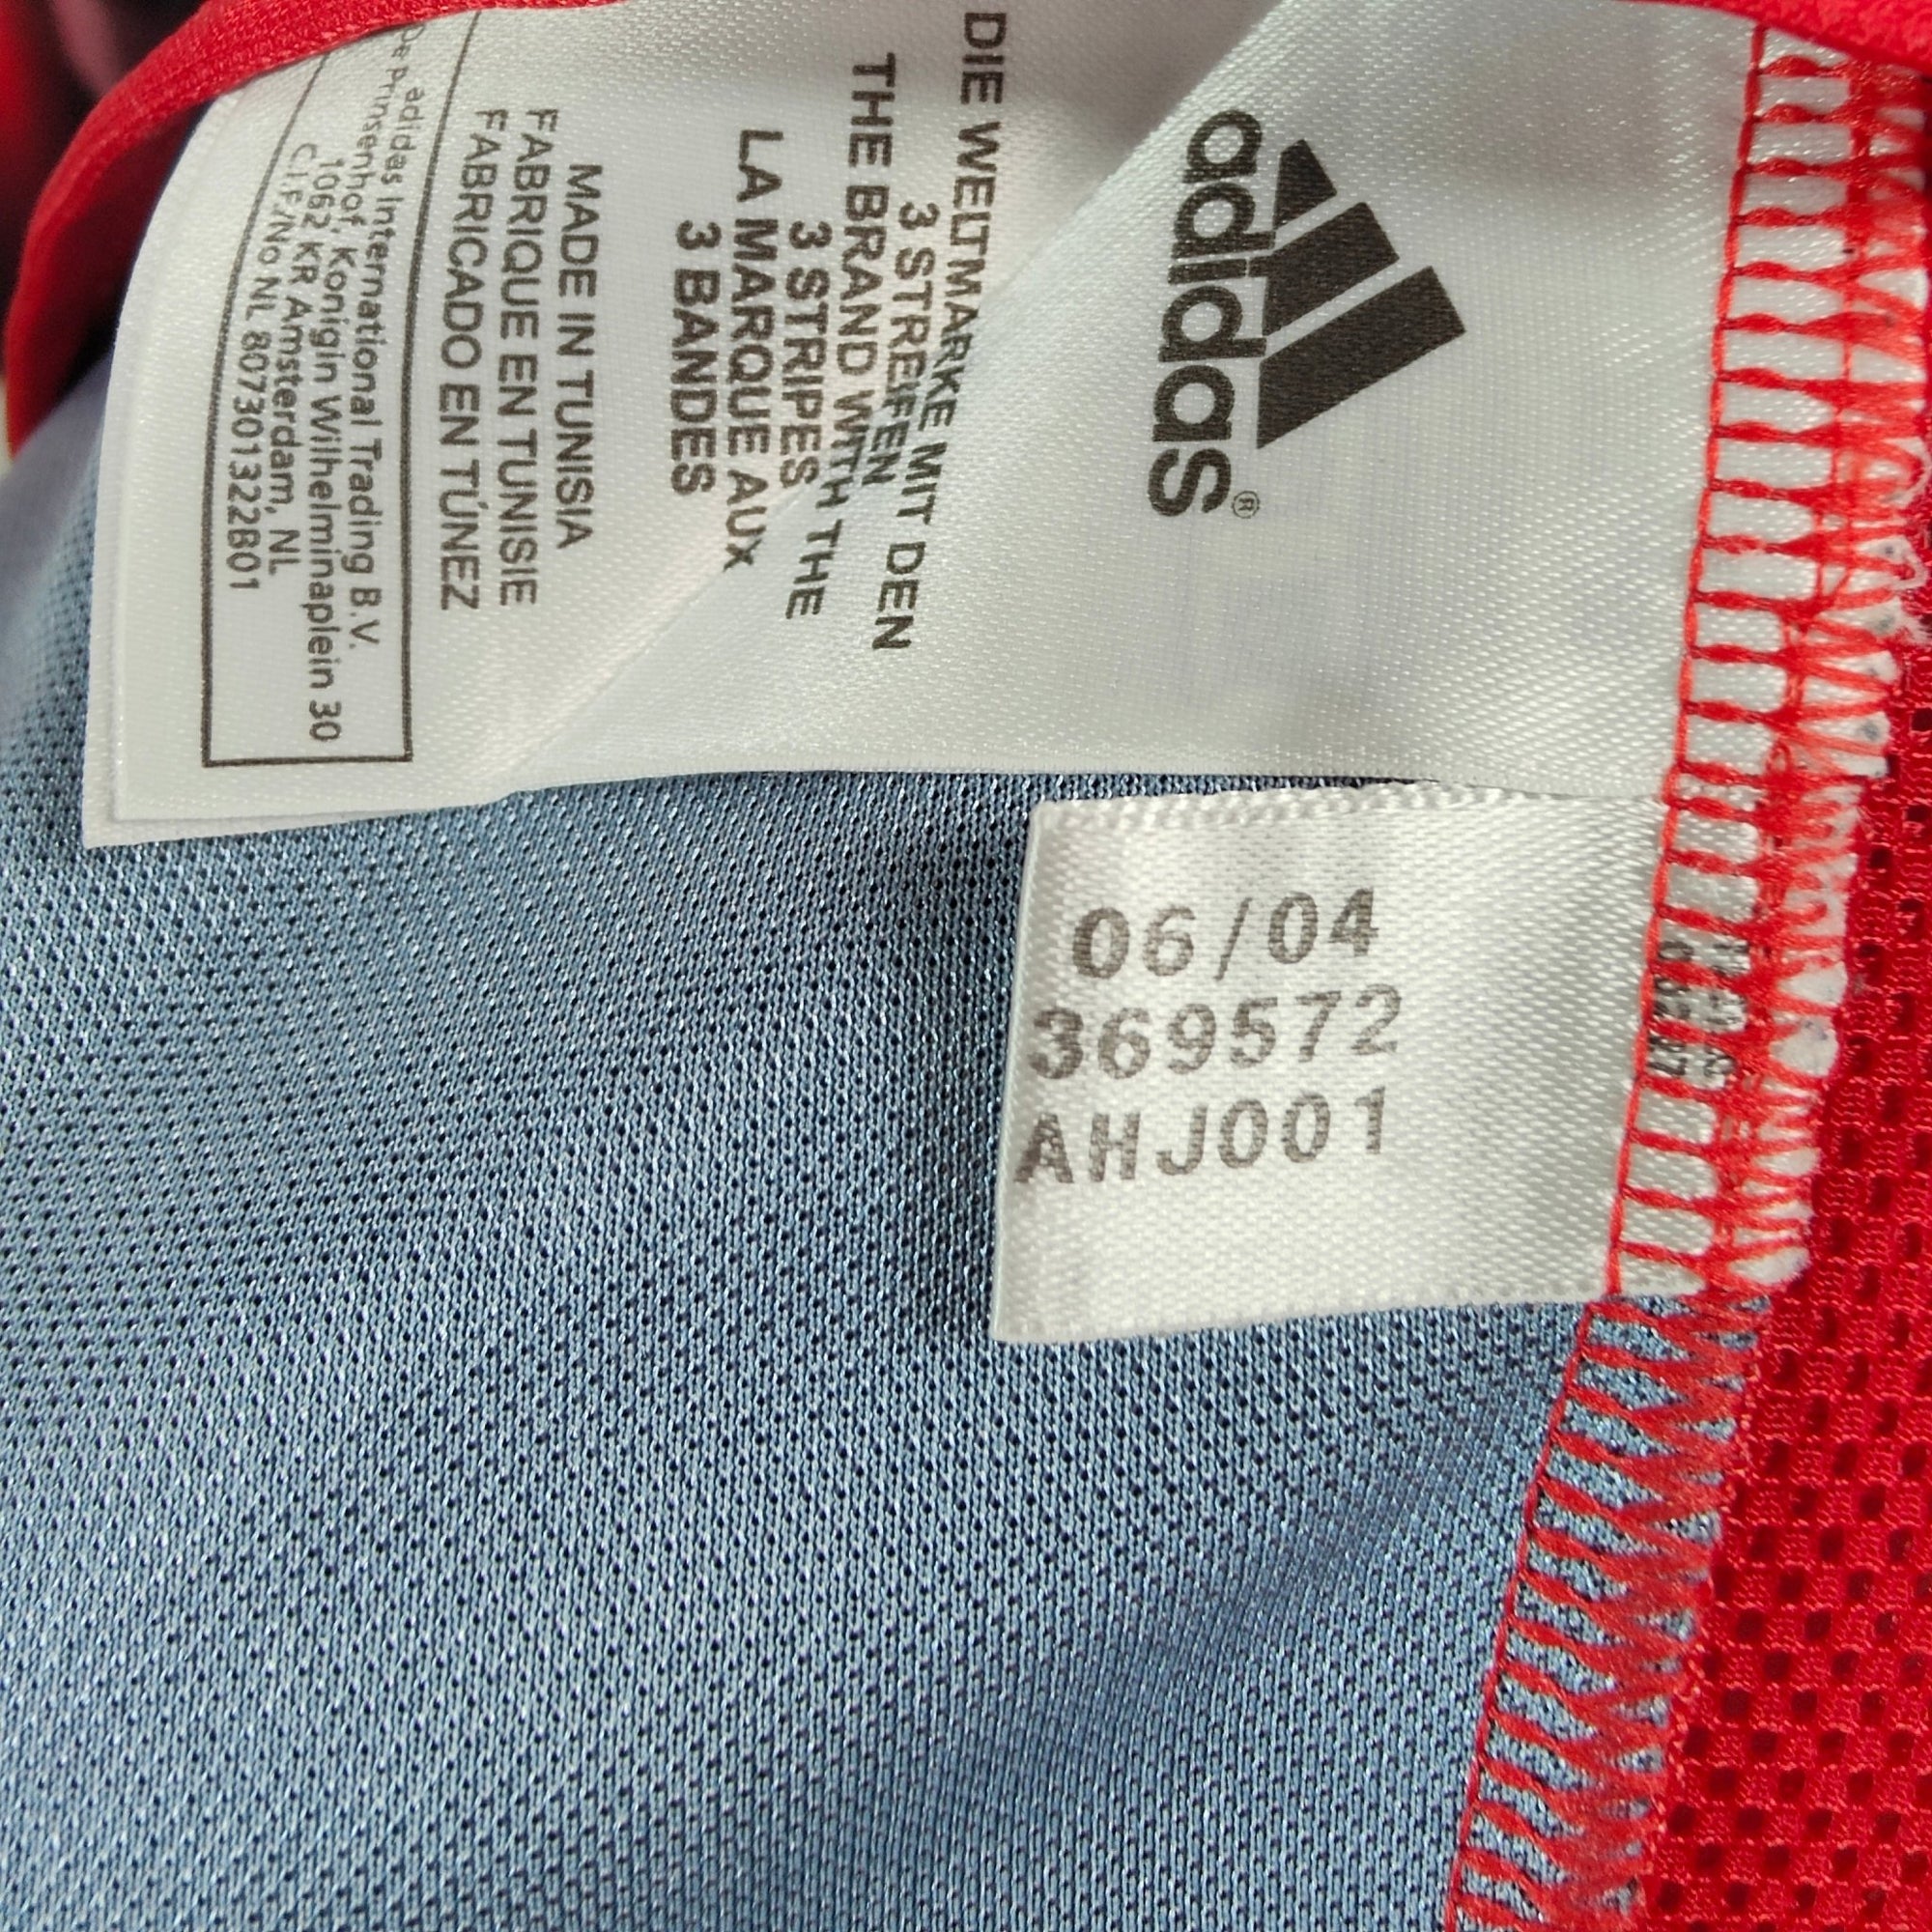 adidas®
DIE WELTMARKE MIT DEN
3 STREIFEN
THE BRAND WITH THE
3 STRIPES
LA MARQUE AUX
3 BANDES
MADE IN TUNISIA
FABRIQUE EN TUNISIE
FABRICADO EN TÚNEZ
adidas International Trading B.V.
De Prinsenhof, Konigin Wilhelminaplein 30
1062 KR Amsterdam, NL
C.I.F./No NL 807301322B01
06/04
369572
AHJ001